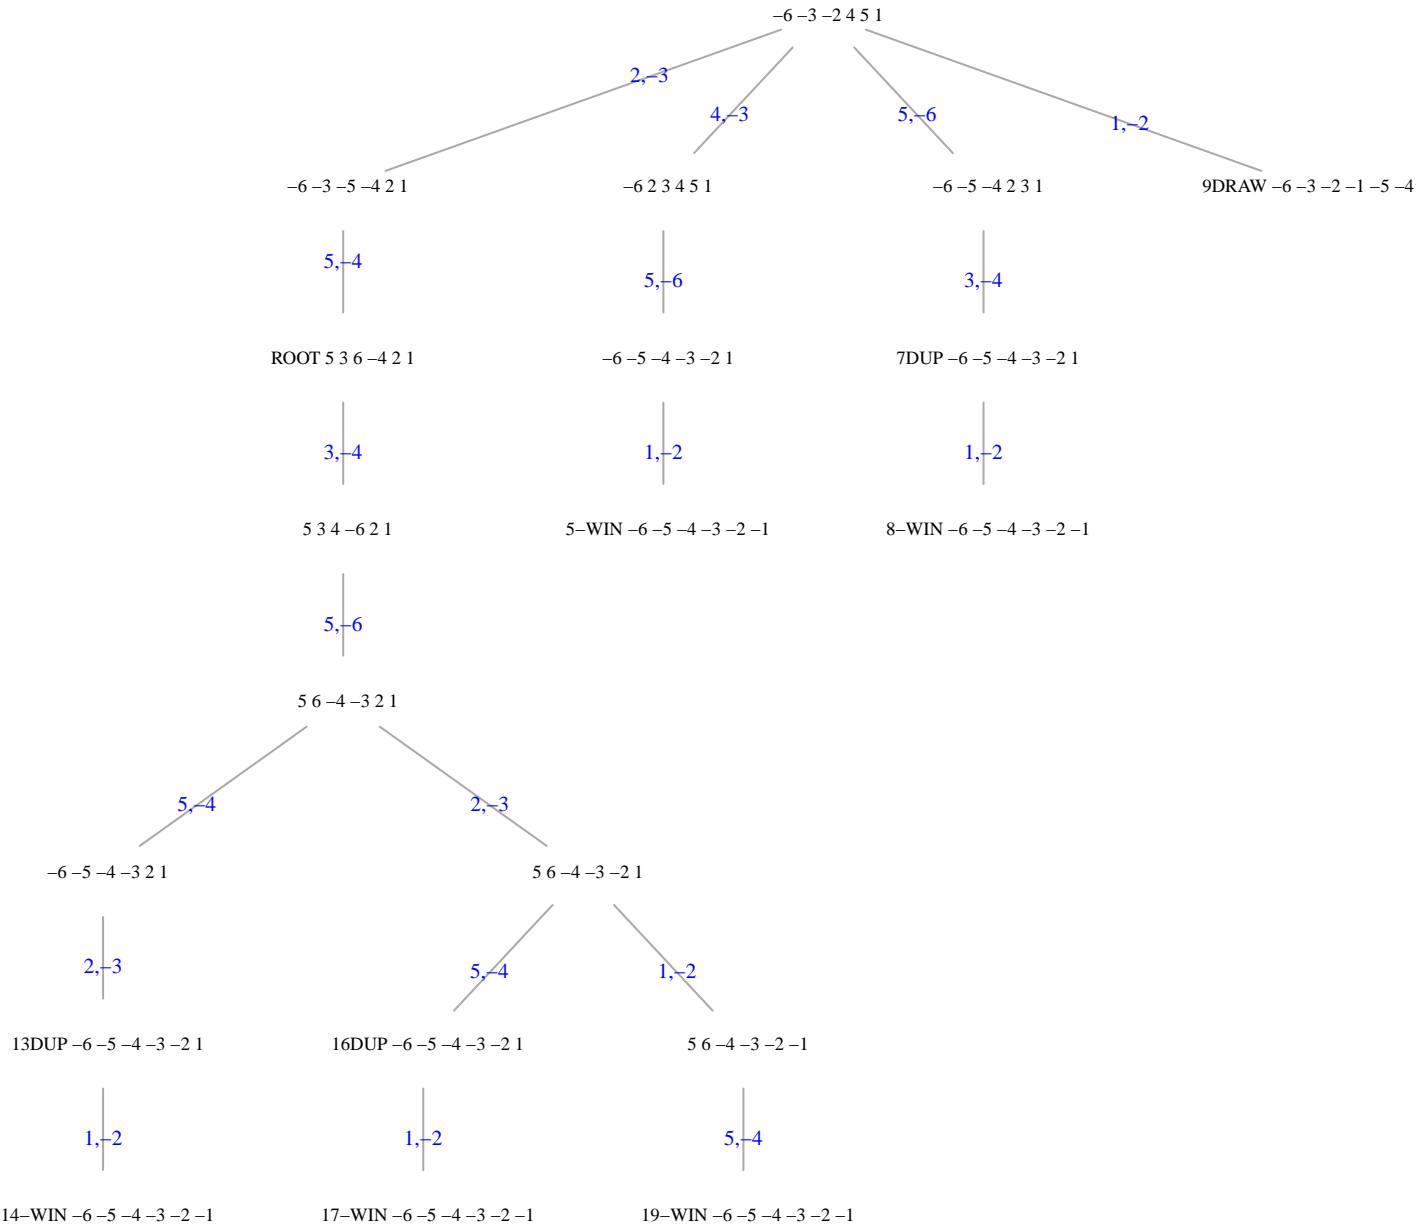 –6 –3 –2 4 5 1
2,–3
4,–3
5,–6
1,–2
–6 –3 –5 –4 2 1
–6 2 3 4 5 1
–6 –5 –4 2 3 1
9DRAW –6 –3 –2 –1 –5 –4
5,–4
5,–6
3,–4
ROOT 5 3 6 –4 2 1
–6 –5 –4 –3 –2 1
7DUP –6 –5 –4 –3 –2 1
3,–4
1,–2
1,–2
5 3 4 –6 2 1
5–WIN –6 –5 –4 –3 –2 –1
8–WIN –6 –5 –4 –3 –2 –1
5,–6
5 6 –4 –3 2 1
5,–4
2,–3
–6 –5 –4 –3 2 1
5 6 –4 –3 –2 1
2,–3
5,–4
1,–2
13DUP –6 –5 –4 –3 –2 1
16DUP –6 –5 –4 –3 –2 1
5 6 –4 –3 –2 –1
1,–2
1,–2
5,–4
14–WIN –6 –5 –4 –3 –2 –1
17–WIN –6 –5 –4 –3 –2 –1
19–WIN –6 –5 –4 –3 –2 –1